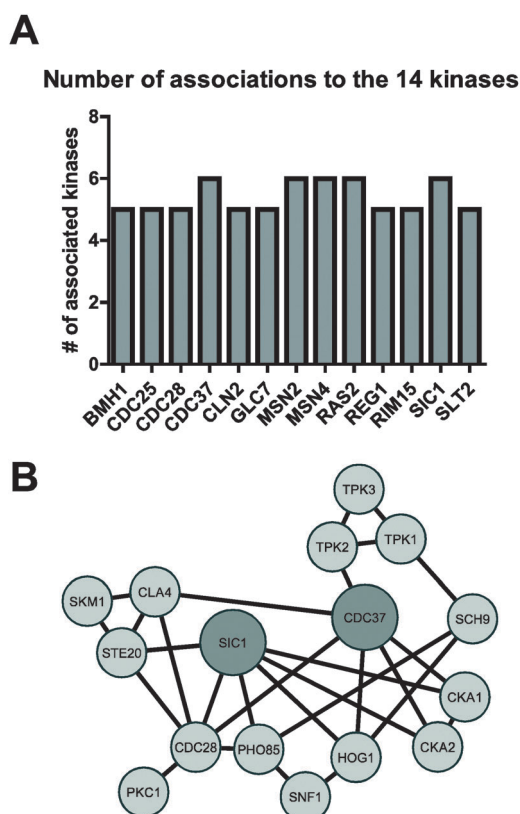 A
Number of associations to the 14 kinases
# of associated kinases
8
6
4
2
0
BMH1
CDC25
CDC28
CDC37
CLN2
GLC7
MSN2
MSN4
RAS2
REG1
RIM15
SIC1
SLT2
B
TPK3
TPK2
TPK1
SKM1
CLA4
CDC37
SCH9
STE20
SIC1
CKA1
CDC28
PHO85
HOG1
CKA2
PKC1
SNF1